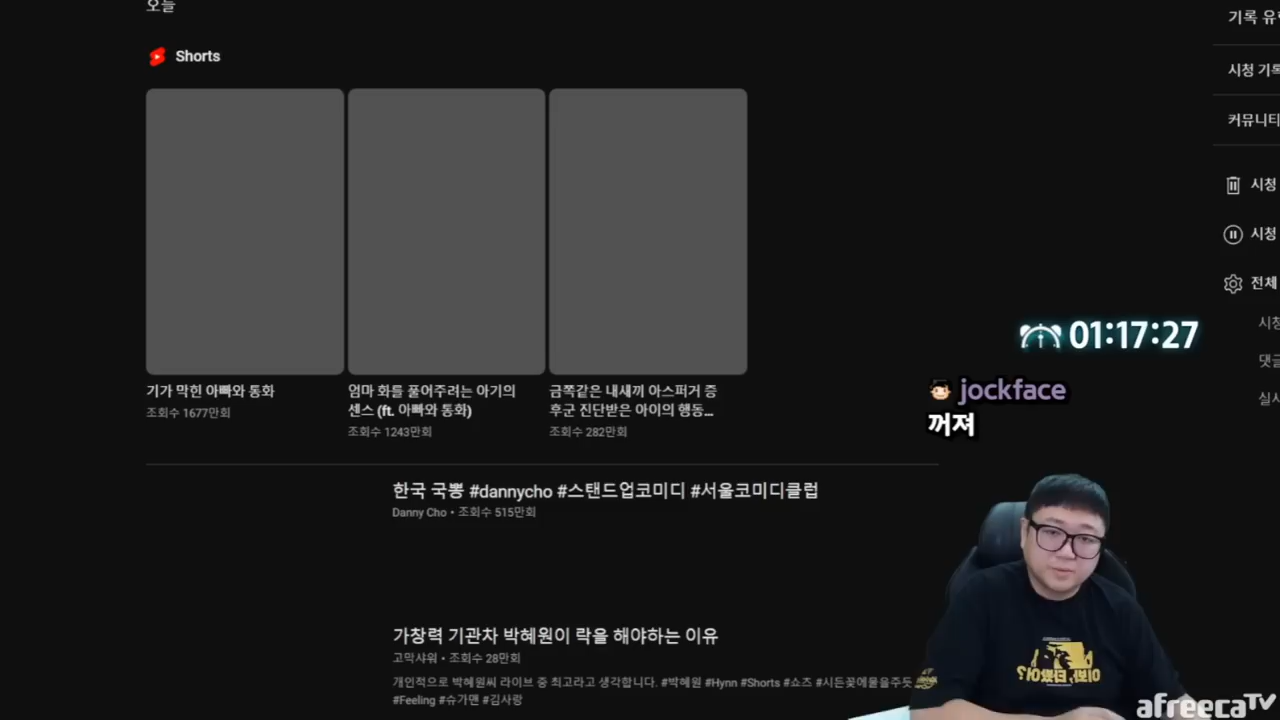 오늘
Shorts
기가 막힌 아빠와 통화
조회수 1677만회
엄마 화를 풀어주려는 아기의
센스 (ft. 아빠와 통화)
조회수 1243만회
금쪽같은 내새끼 아스퍼거 증
후군 진단받은 아이의 행동...
조회수 282만회
한국 국뽕 #dannycho #스탠드업코미디 #서울코미디클럽
Danny Cho • 조회수 515만회
가창력 기관차 박혜원이 락을 해야하는 이유
고막샤워 • 조회수 28만회
개인적으로 박혜원씨 라이브 중 최고라고 생각합니다. #박혜원 #Hynn #Shorts #쇼즈 #시든꽃에물을주듯
#Feeling #슈가맨 #김사랑
기록
시청 기록
커뮤니티
시청
시청
전체
01:17:27
jockface
꺼져
afreecaTV